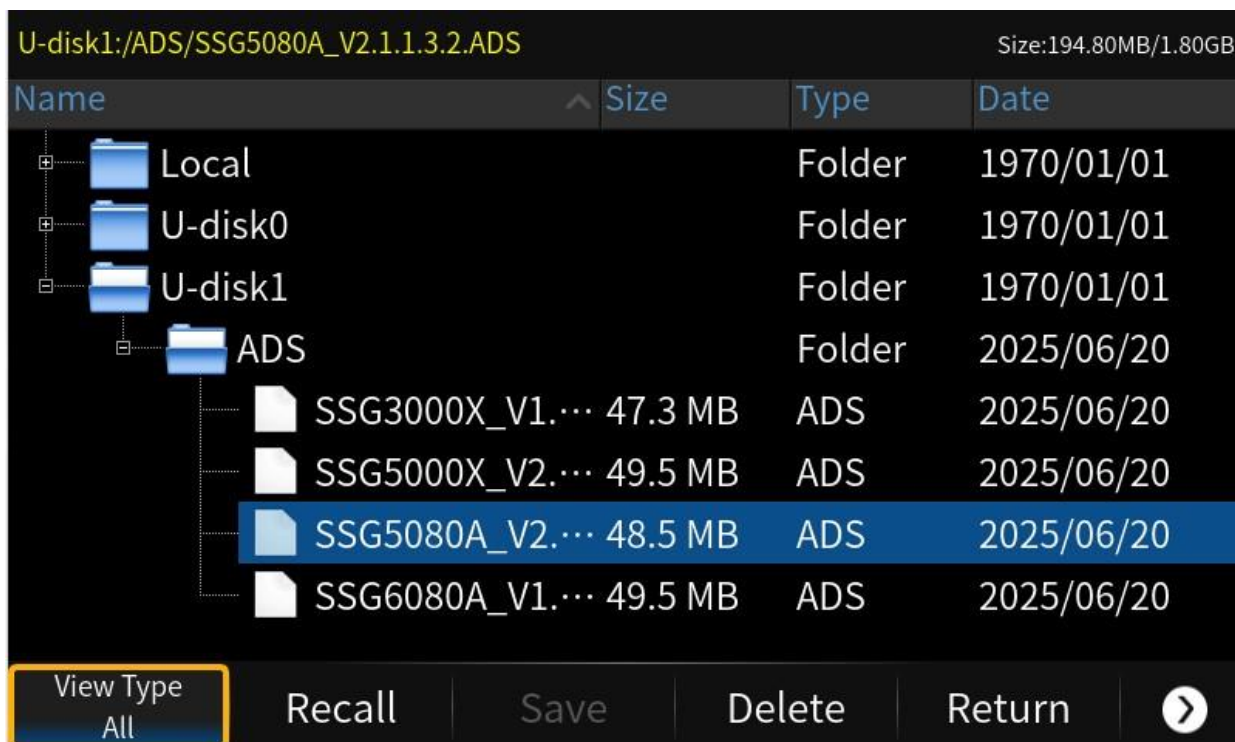 U-disk1:/ADS/SSG5080A_V2.1.1.3.2.ADS Size:194.80MB/1.80GB
Name Size Type Date
Local Folder 1970/01/01
U-disk0 Folder 1970/01/01
U-disk1 Folder 1970/01/01
ADS Folder 2025/06/20
SSG3000X_V1.··· 47.3 MB ADS 2025/06/20
SSG5000X_V2.··· 49.5 MB ADS 2025/06/20
SSG5080A_V2.··· 48.5 MB ADS 2025/06/20
SSG6080A_V1.··· 49.5 MB ADS 2025/06/20
View Type
All
Recall Save Delete Return